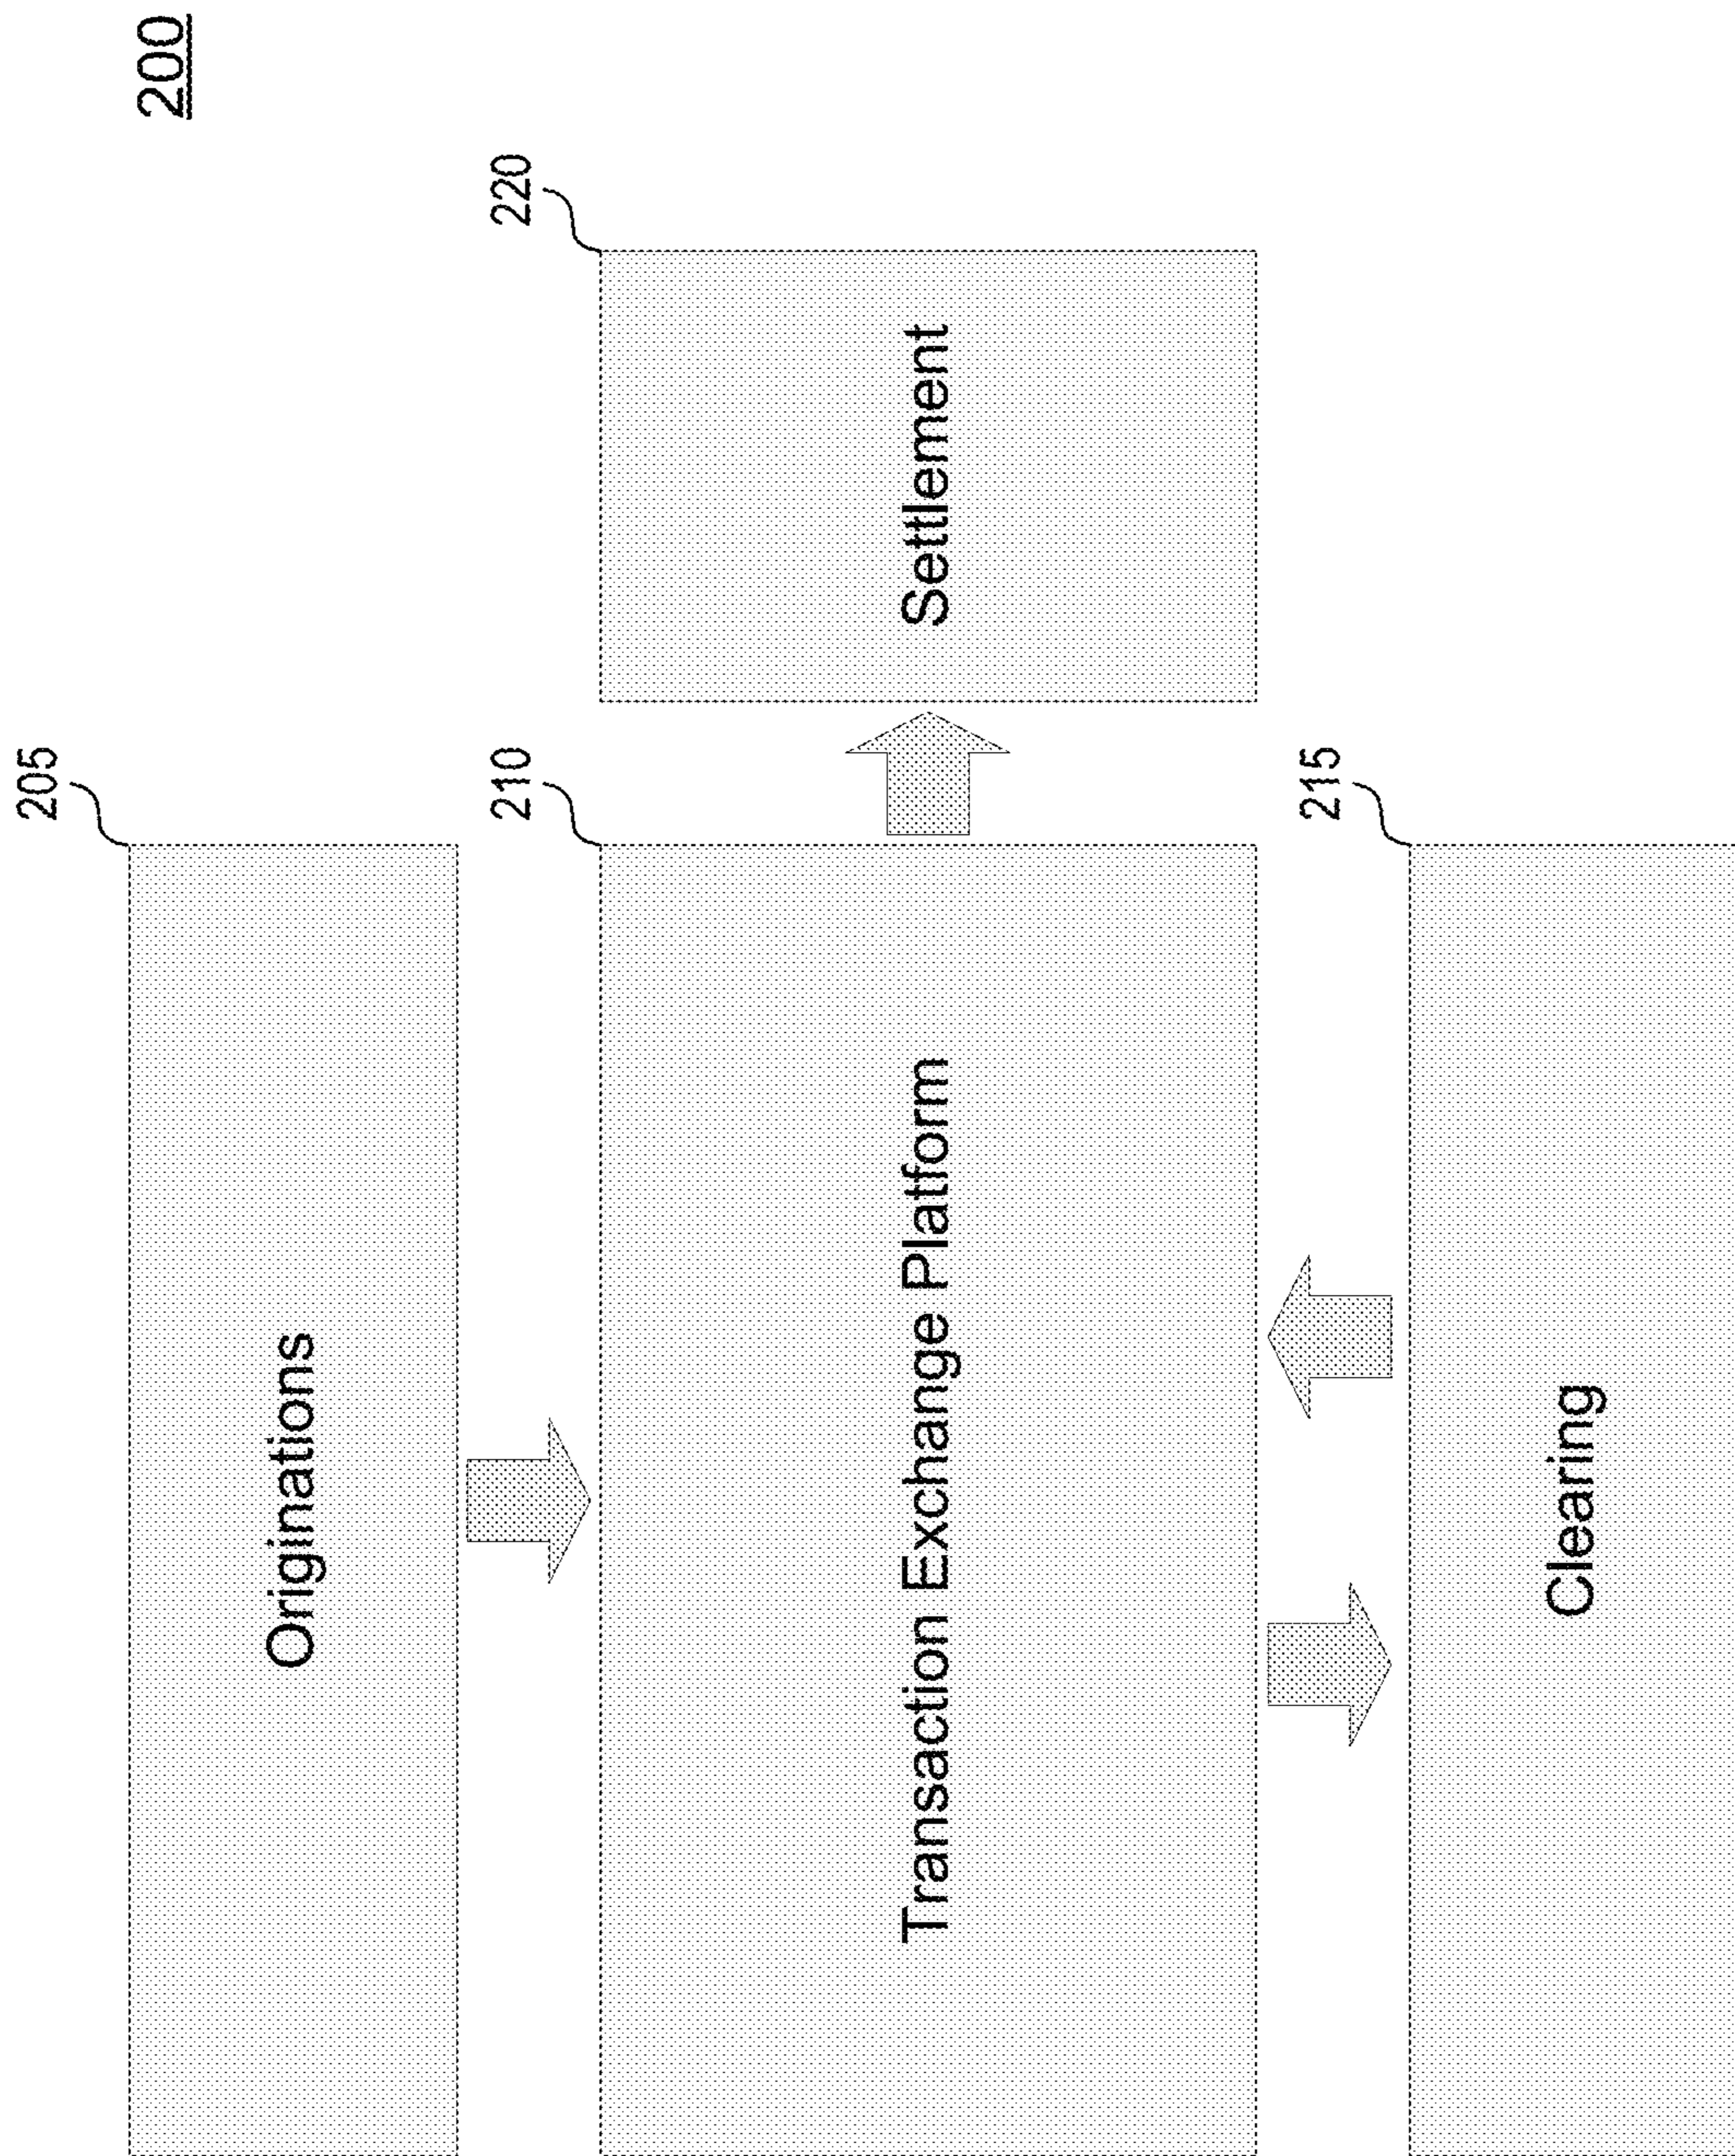 200
205
Originations
210
Transaction Exchange Platform
220
Settlement
215
Clearing